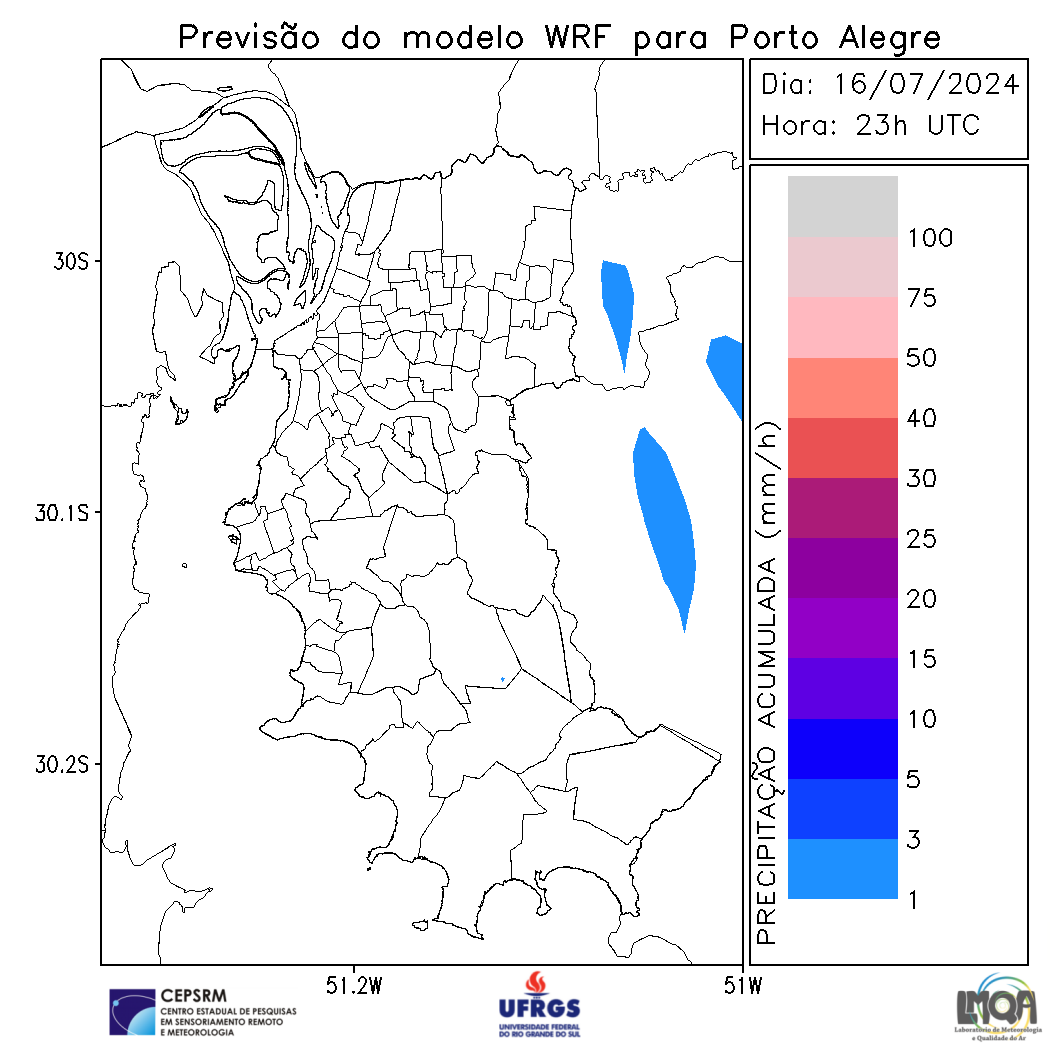 Previsão do modelo WRF para Porto Alegre
Dia: 16/07/2024
Hora: 23h UTC
30S
30.1S
30.2S
51.2W
51W
PRECIPITAÇÃO ACUMULADA (mm/h)
100
75
50
40
30
25
20
15
10
5
3
1
CEPSRM
CENTRO ESTADUAL DE PESQUISAS
EM SENSORIAMENTO REMOTO
E METEOROLOGIA
UFRGS
UNIVERSIDADE FEDERAL
DO RIO GRANDE DO SUL
LMQA
Laboratório de Meteorologia
e Qualidade do Ar